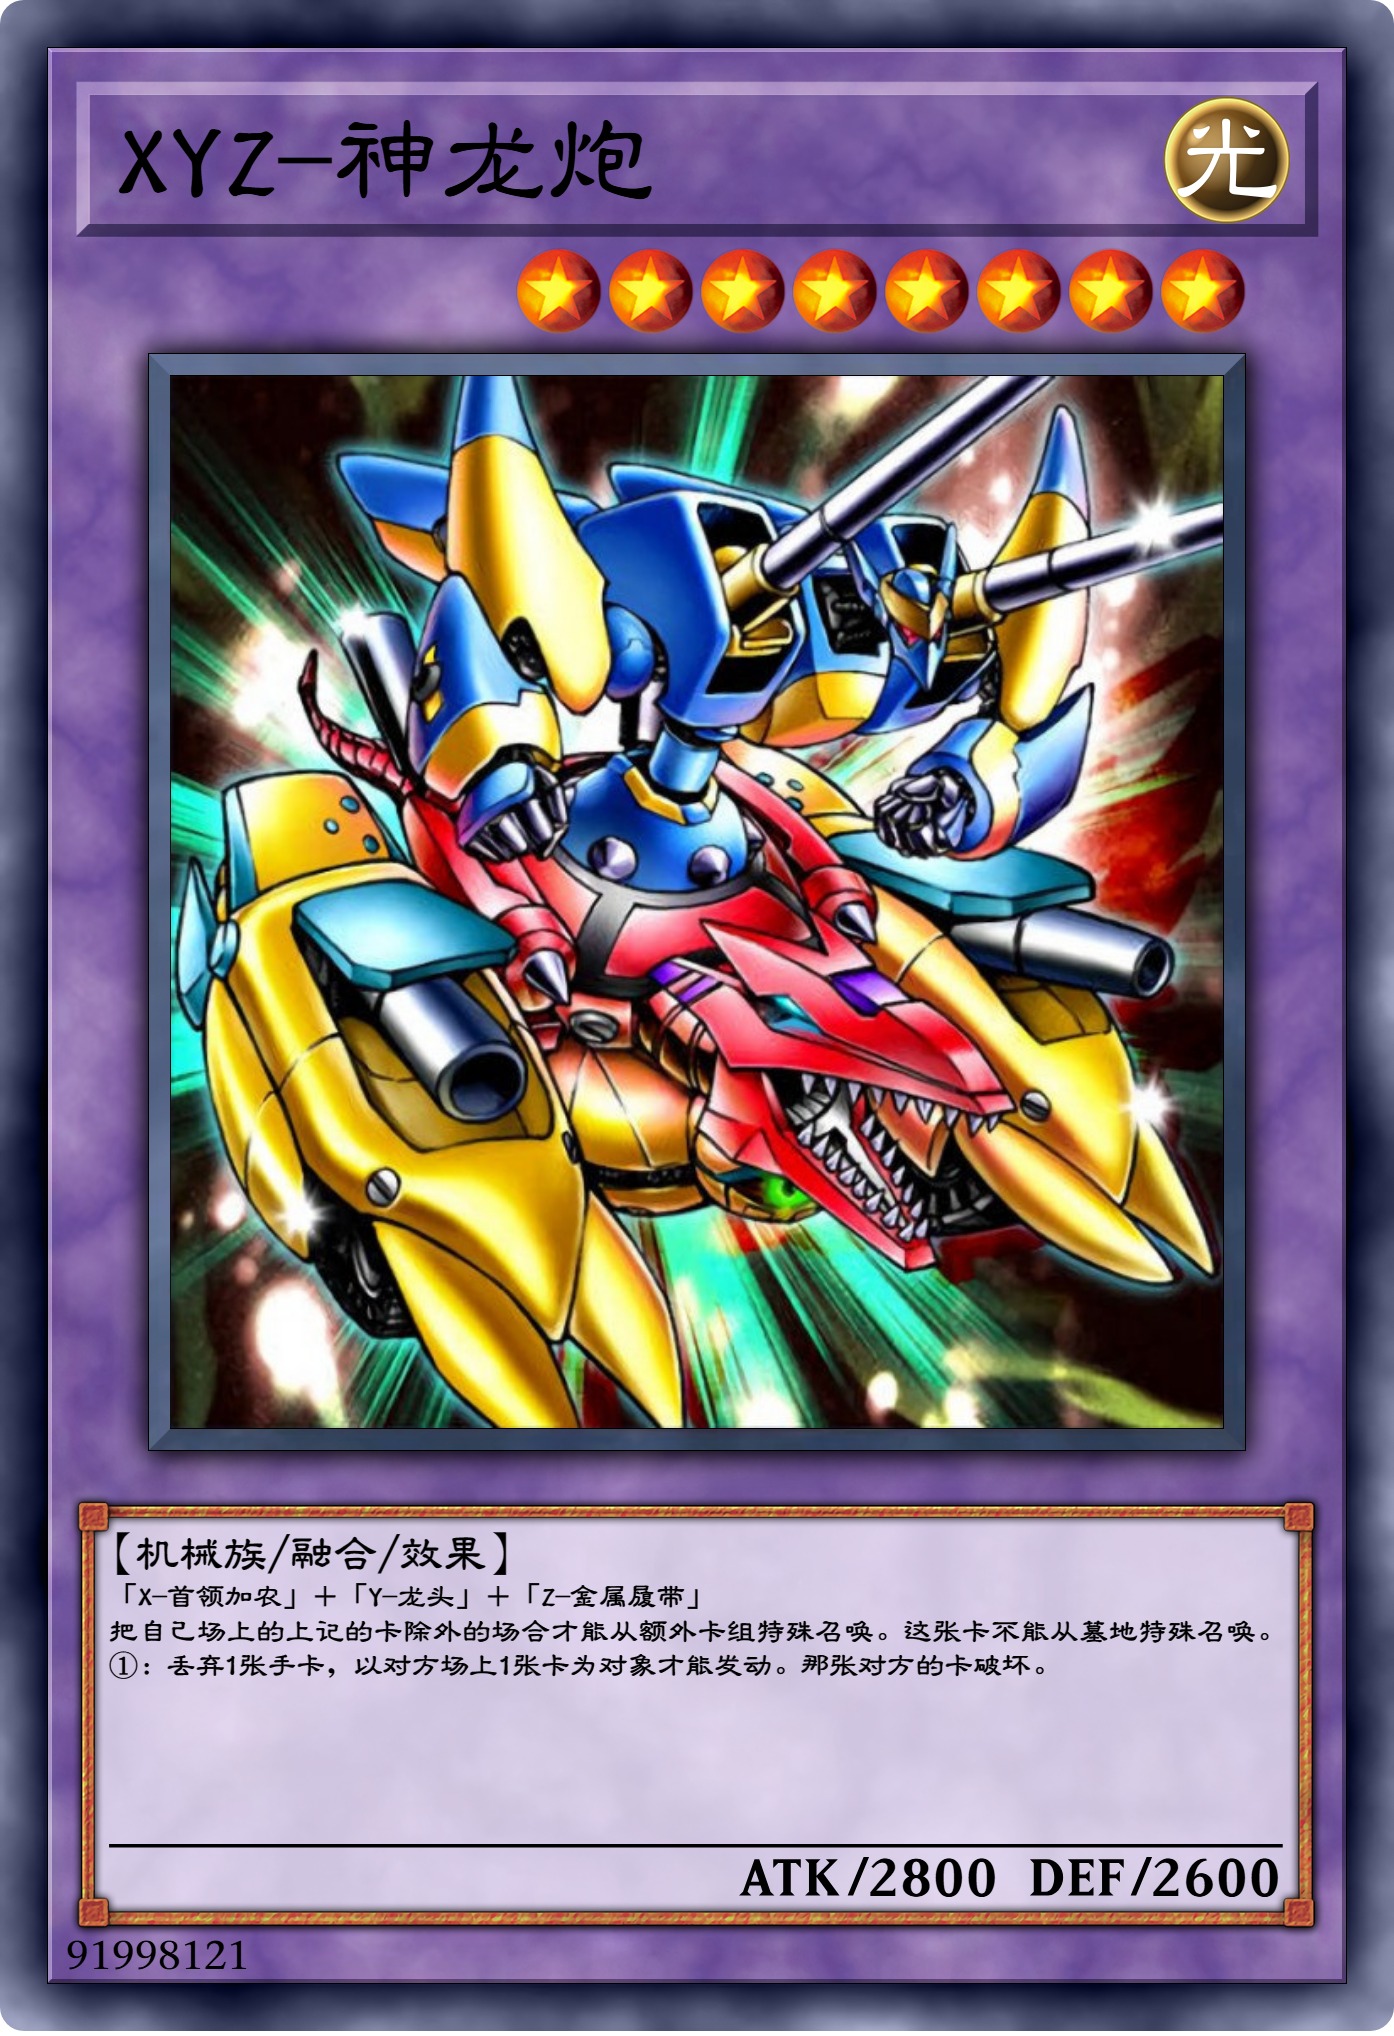 XYZ-神龙炮
光
【机械族/融合/效果】
「X-首领加农」+「Y-龙头」+「Z-金属履带」
把自己场上的上记的卡除外的场合才能从额外卡组特殊召唤。这张卡不能从墓地特殊召唤。
①：丢弃1张手卡，以对方场上1张卡为对象才能发动。那张对方的卡破坏。
ATK/2800 DEF/2600
91998121